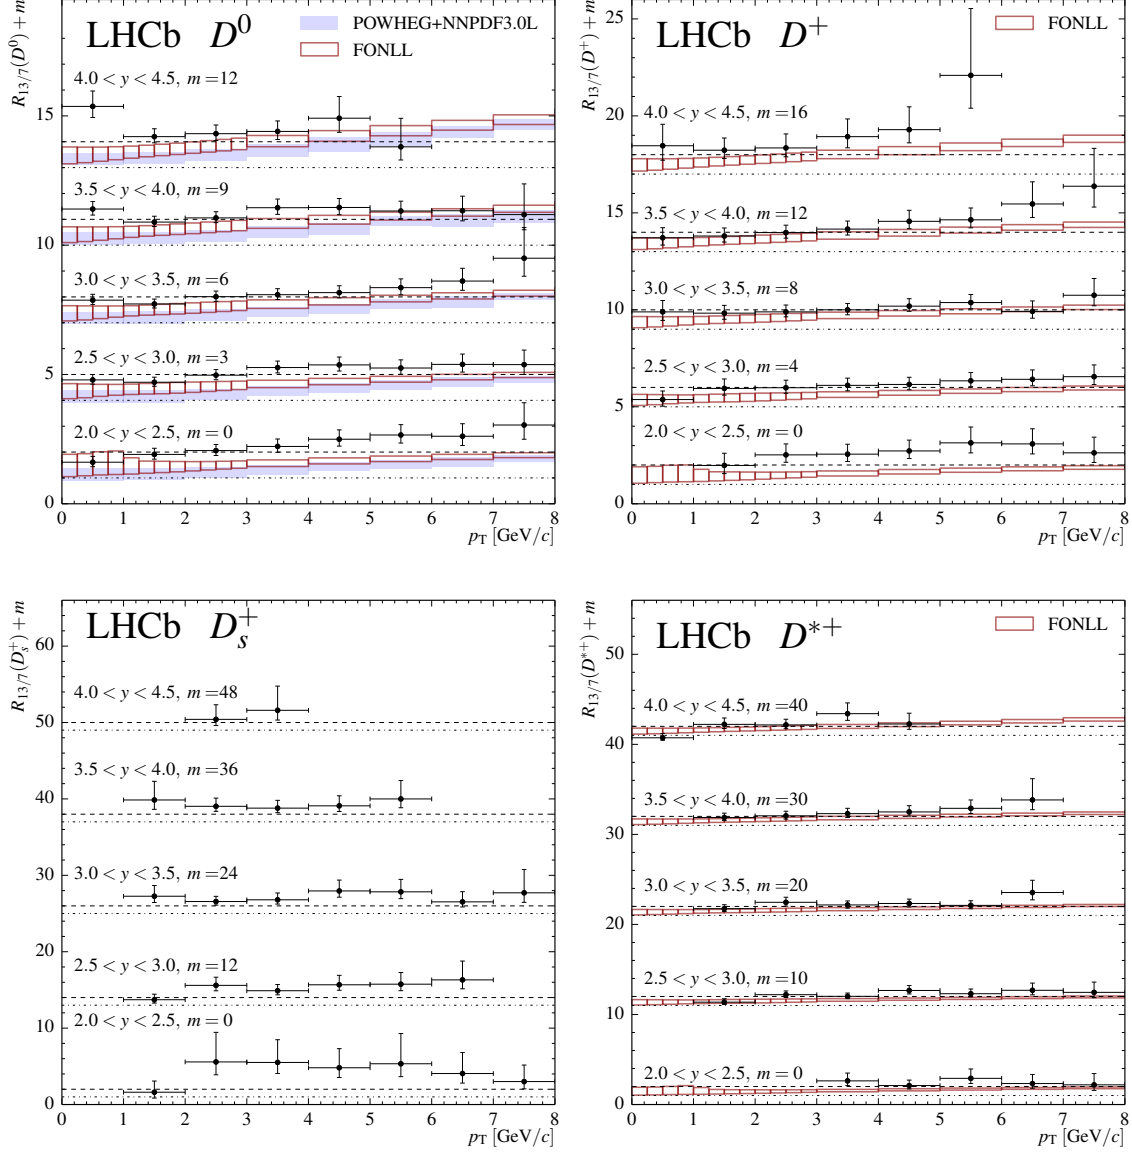 LHCb D⁰
POWHEG+NNPDF3.0L
FONLL
R₁₃/₇(D⁰) + m
4.0 < y < 4.5, m = 12
3.5 < y < 4.0, m = 9
3.0 < y < 3.5, m = 6
2.5 < y < 3.0, m = 3
2.0 < y < 2.5, m = 0
15
10
5
0
0 1 2 3 4 5 6 7 8
p_T [GeV/c]
LHCb D⁺
FONLL
R₁₃/₇(D⁺) + m
4.0 < y < 4.5, m = 16
3.5 < y < 4.0, m = 12
3.0 < y < 3.5, m = 8
2.5 < y < 3.0, m = 4
2.0 < y < 2.5, m = 0
25
20
15
10
5
0
0 1 2 3 4 5 6 7 8
p_T [GeV/c]
LHCb D_s⁺
R₁₃/₇(D_s⁺) + m
4.0 < y < 4.5, m = 48
3.5 < y < 4.0, m = 36
3.0 < y < 3.5, m = 24
2.5 < y < 3.0, m = 12
2.0 < y < 2.5, m = 0
60
50
40
30
20
10
0
0 1 2 3 4 5 6 7 8
p_T [GeV/c]
LHCb D*⁺
FONLL
R₁₃/₇(D*⁺) + m
4.0 < y < 4.5, m = 40
3.5 < y < 4.0, m = 30
3.0 < y < 3.5, m = 20
2.5 < y < 3.0, m = 10
2.0 < y < 2.5, m = 0
50
40
30
20
10
0
0 1 2 3 4 5 6 7 8
p_T [GeV/c]